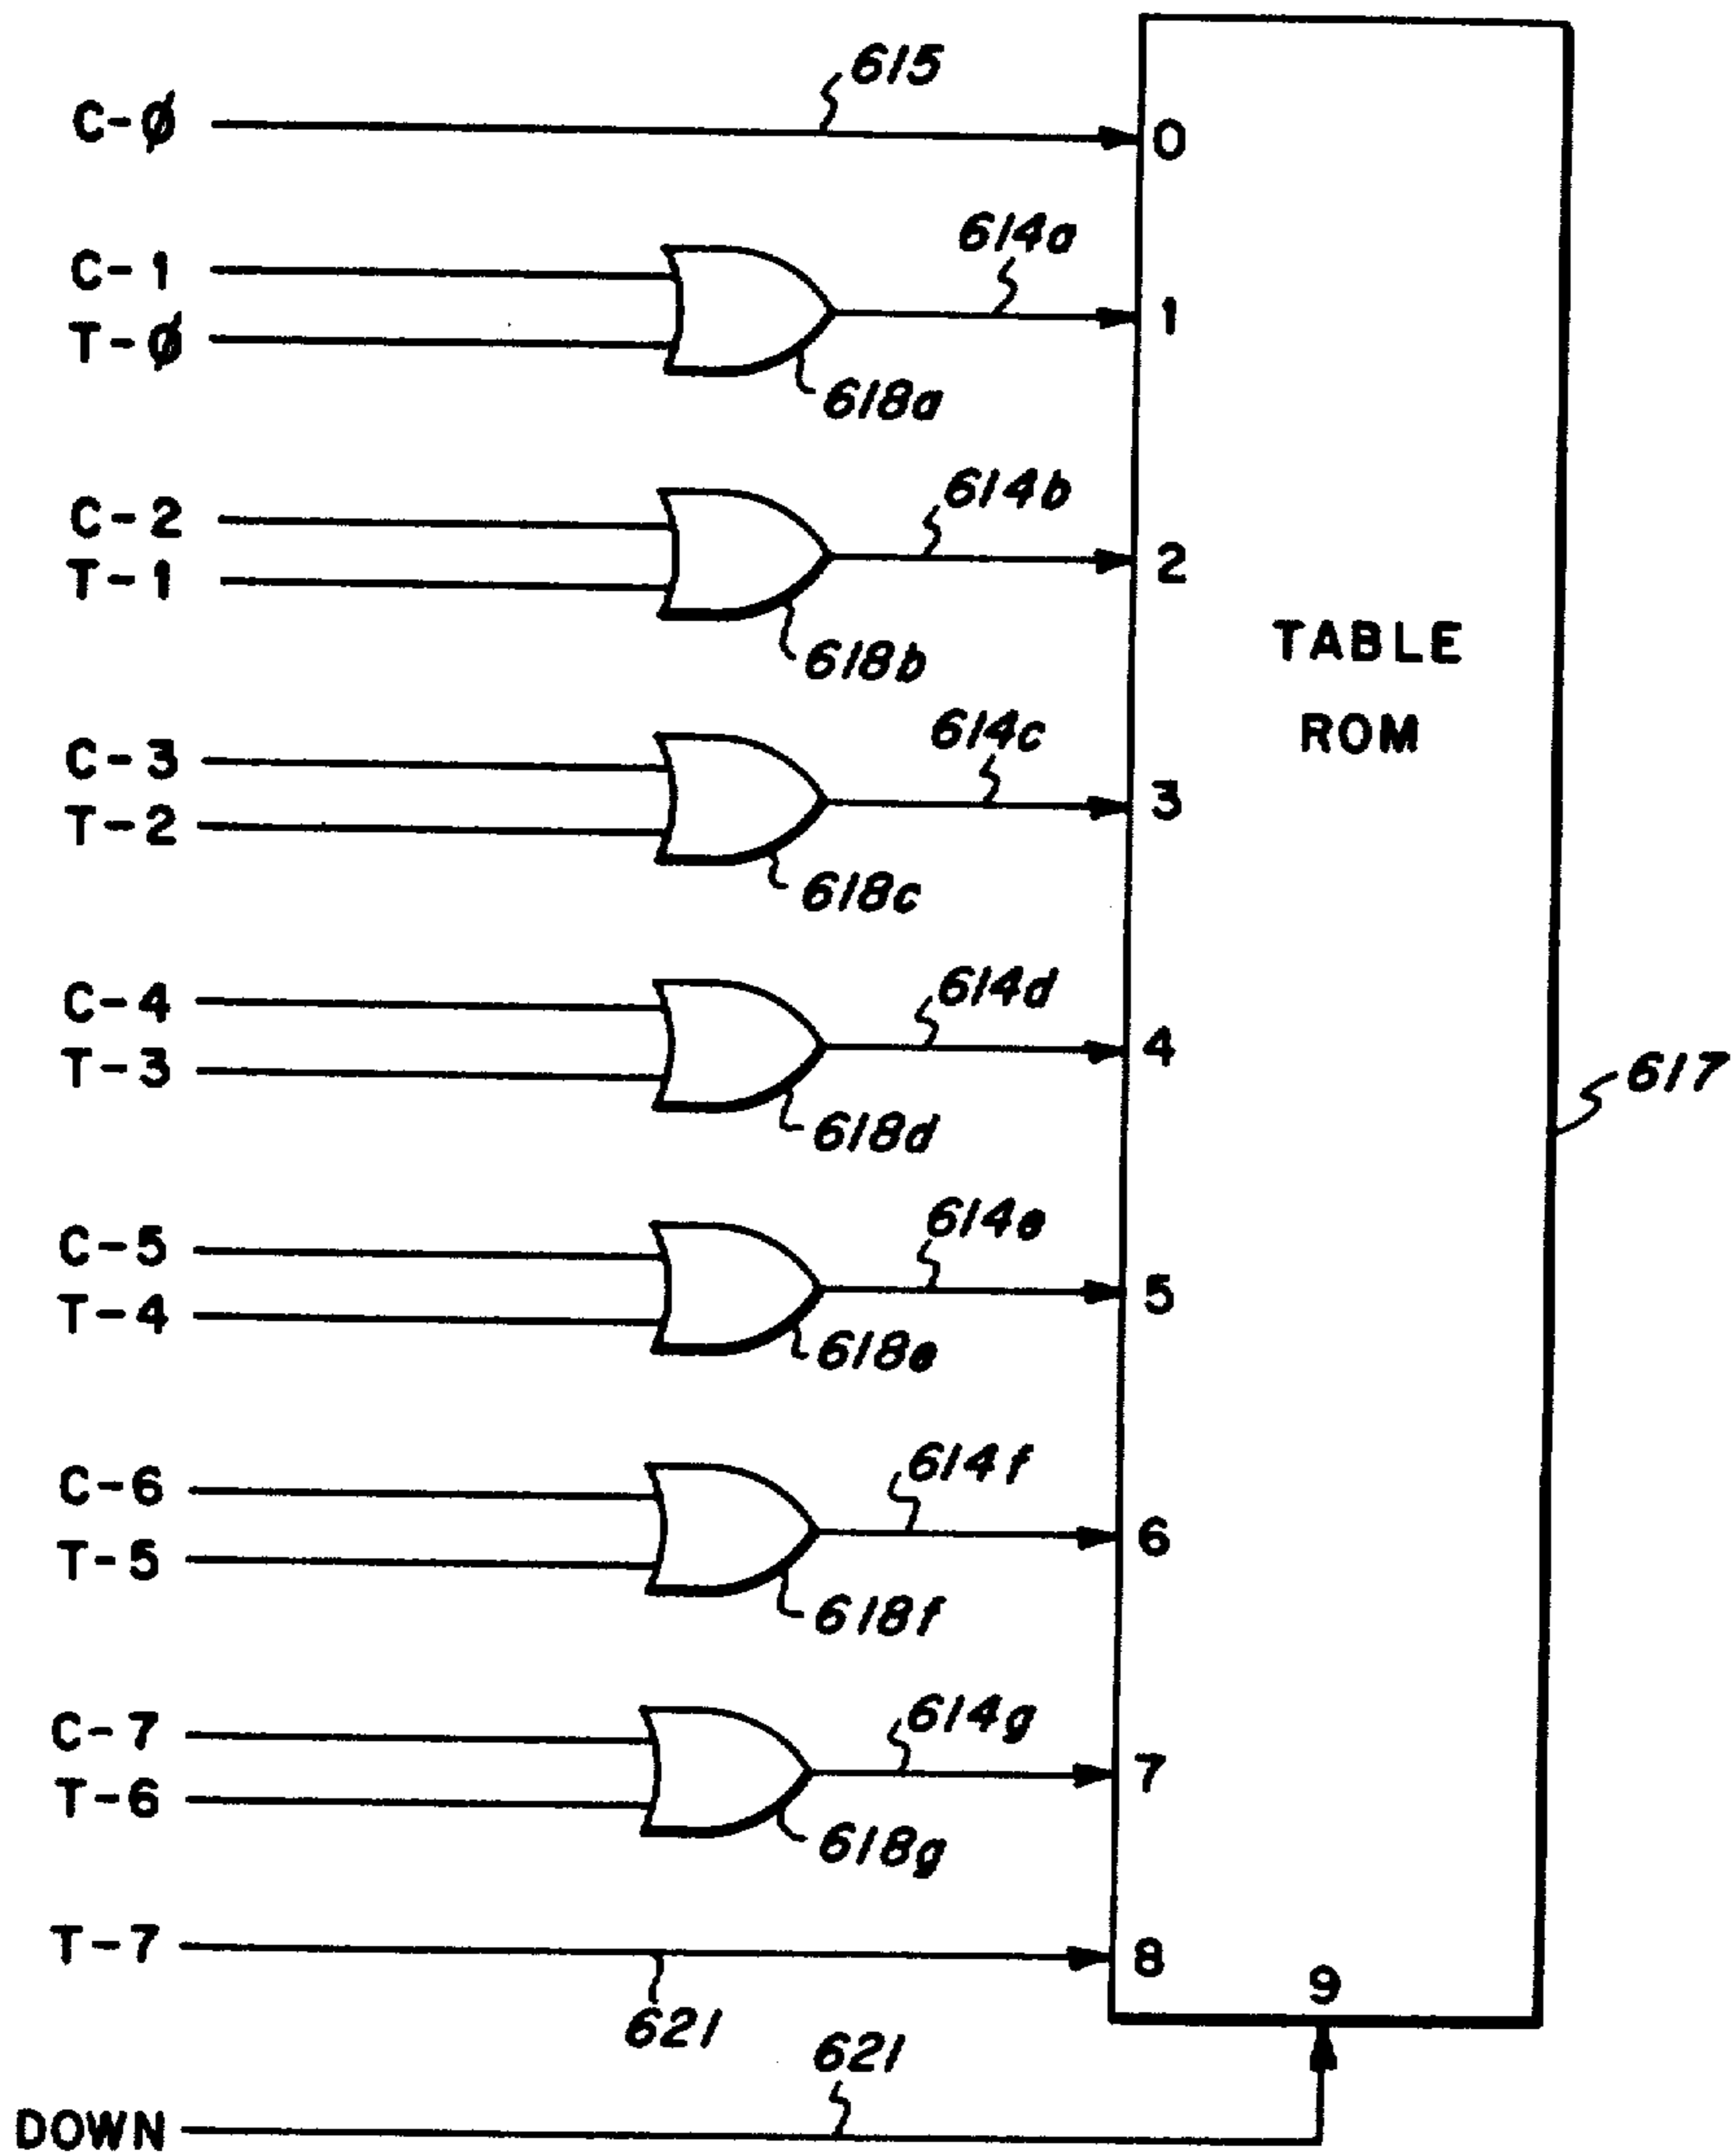 615
C-Ø
0
614a
C-1
1
T-Ø
618a
614b
C-2
2
T-1
TABLE
618b
ROM
614c
C-3
3
T-2
618c
614d
C-4
4
T-3
617
618d
614e
C-5
5
T-4
618e
614f
C-6
6
T-5
618f
614g
C-7
7
T-6
618g
T-7
8
9
621
621
DOWN